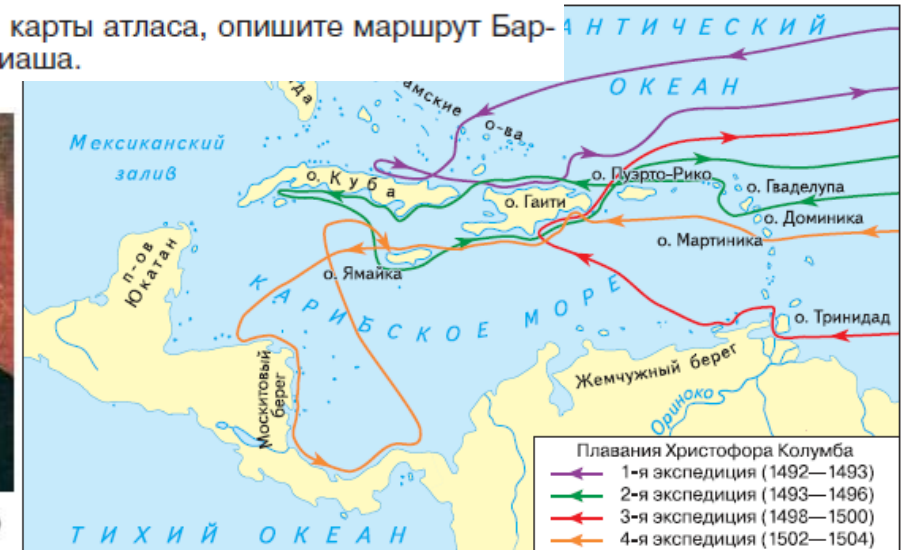 карты атласа, опишите маршрут Бар-
иаша.
АНТИЧЕСКИЙ
ОКЕАН
да
амские
о-ва
Мексиканский
залив
о. Куба
о. Пуэрто-Рико
о. Гаити
о. Гваделупа
о. Доминика
о. Мартиника
п-ов
Юкатан
о. Ямайка
КАРИБСКОЕ МОРЕ
о. Тринидад
Москитовый
берег
Жемчужный берег
Ориноко
Плавания Христофора Колумба
1-я экспедиция (1492—1493)
2-я экспедиция (1493—1496)
3-я экспедиция (1498—1500)
4-я экспедиция (1502—1504)
ТИХИЙ ОКЕАН